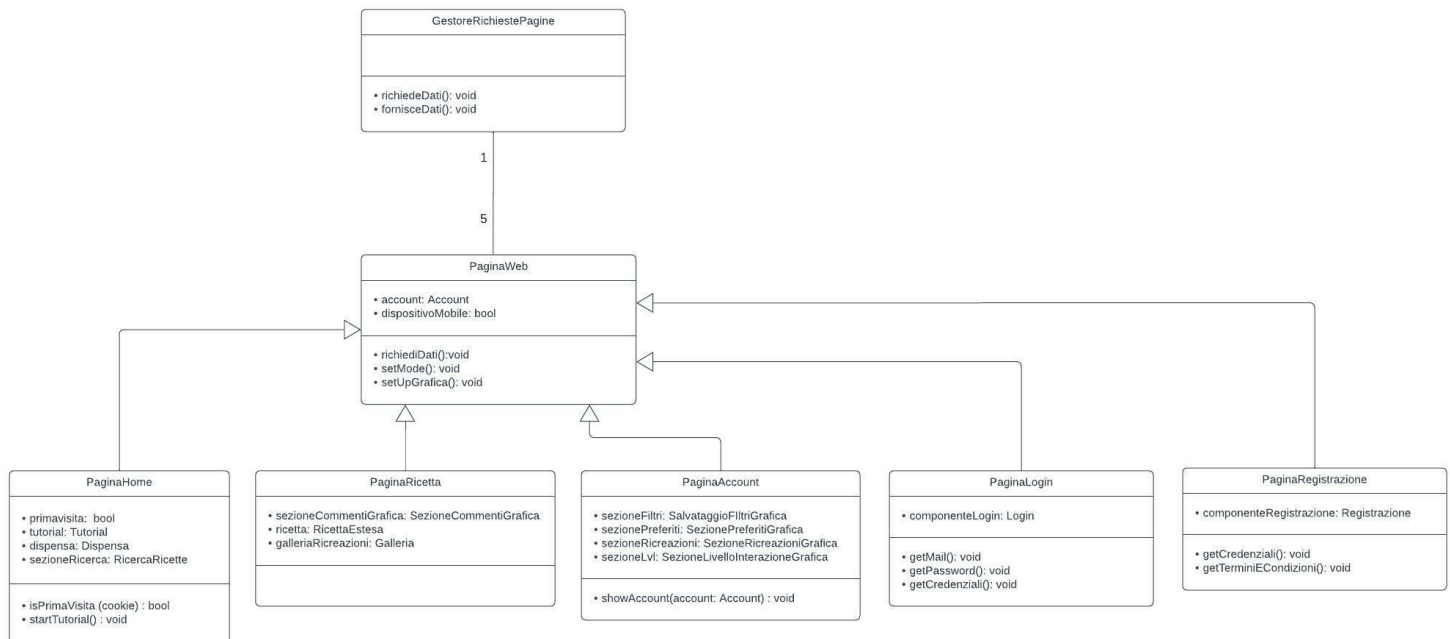 GestoreRichiestePagine
• richiedeDati(): void
• fornisceDati(): void
1
5
PaginaWeb
• account: Account
• dispositivoMobile: bool
• richiediDati():void
• setMode(): void
• setUpGrafica(): void
PaginaHome
• primavisita:  bool
• tutorial: Tutorial
• dispensa: Dispensa
• sezioneRicerca: RicercaRicette
• isPrimaVisita (cookie) : bool
• startTutorial() : void
PaginaRicetta
• sezioneCommentiGrafica: SezioneCommentiGrafica
• ricetta: RicettaEstesa
• galleriaRicreazioni: Galleria
PaginaAccount
• sezioneFiltri: SalvataggioFIltriGrafica
• sezionePreferiti: SezionePreferitiGrafica
• sezioneRicreazioni: SezioneRicreazioniGrafica
• sezioneLvl: SezioneLivelloInterazioneGrafica
• showAccount(account: Account) : void
PaginaLogin
• componenteLogin: Login
• getMail(): void
• getPassword(): void
• getCredenziali(): void
PaginaRegistrazione
• componenteRegistrazione: Registrazione
• getCredenziali(): void
• getTerminiECondizioni(): void